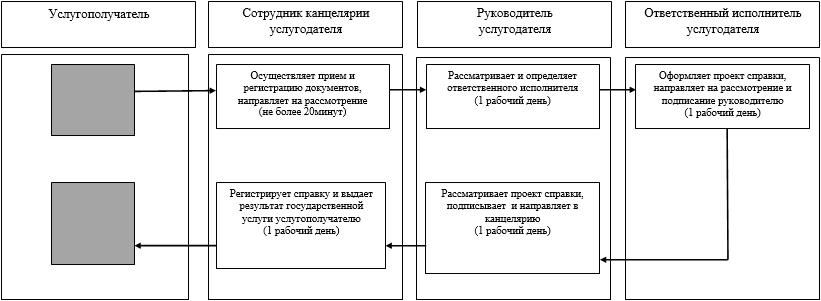 Услугополучатель
Сотрудник канцелярии
услугодателя
Руководитель
услугодателя
Ответственный исполнитель
услугодателя
Осуществляет прием и
регистрацию документов,
направляет на рассмотрение
(не более 20минут)
Рассматривает и определяет
ответственного исполнителя
(1 рабочий день)
Оформляет проект справки,
направляет на рассмотрение и
подписание руководителю
(1 рабочий день)
Регистрирует справку и выдает
результат государственной
услуги услугополучателю
(1 рабочий день)
Рассматривает проект справки,
подписывает и направляет в
канцелярию
(1 рабочий день)